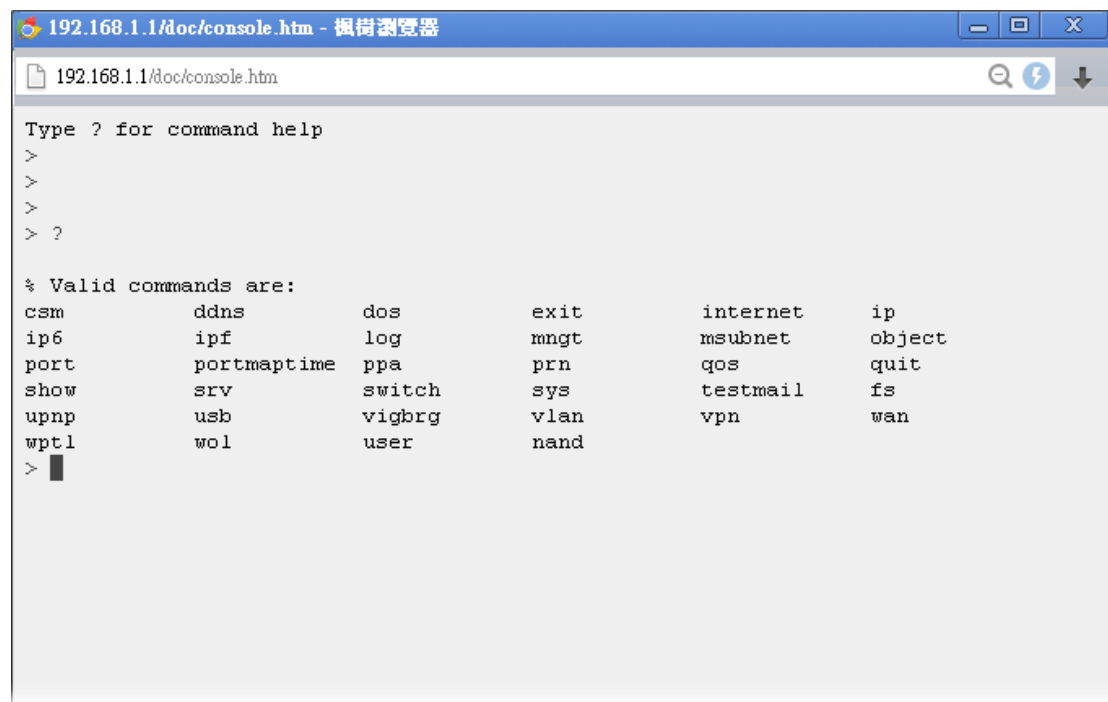 192.168.1.1/doc/console.htm - 楓樹瀏覽器
192.168.1.1/doc/console.htm
Type ? for command help
>
>
>
> ?
% Valid commands are:
csm ddns dos exit internet ip
ip6 ipf log mngt msubnet object
port portmaptime ppa prn qos quit
show srv switch sys testmail fs
upnp usb vigbrg vlan vpn wan
wptl wol user nand
>